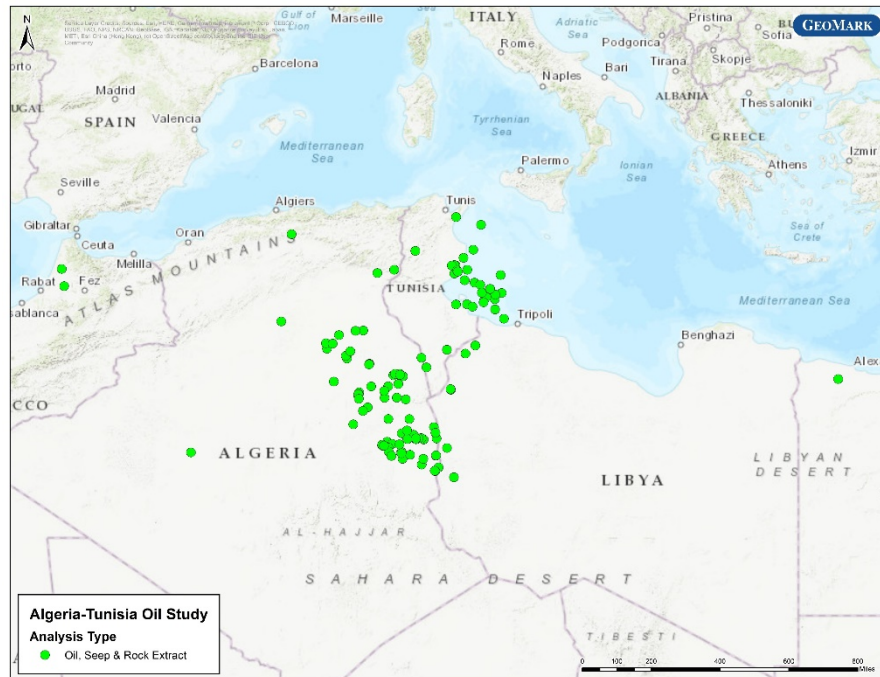 N
GEOMARK
Gulf of
Lion
Marseille
ITALY
Adriatic
Sea
Pristina
Sofia
Podgorica
Skopje
Tirana
ALBANIA
Rome
Bari
Naples
Barcelona
Madrid
SPAIN
Valencia
Mediterranean
Sea
Tyrrhenian
Sea
Thessaloniki
GREECE
Izmir
Athens
Ionian
Sea
Palermo
Seville
Gibraltar
Ceuta
Melilla
Oran
Algiers
Tunis
Sea of
Crete
Rabat
Fez
ATLAS MOUNTAINS
TUNISIA
Tripoli
Mediterranean Sea
Benghazi
Alex
ALGERIA
LIBYA
LIBYAN
DESERT
AL-HAJJAR
SAHARA DESERT
TIBESTI
Algeria-Tunisia Oil Study
Analysis Type
Oil, Seep & Rock Extract
0 100 200 400 600 800
Miles